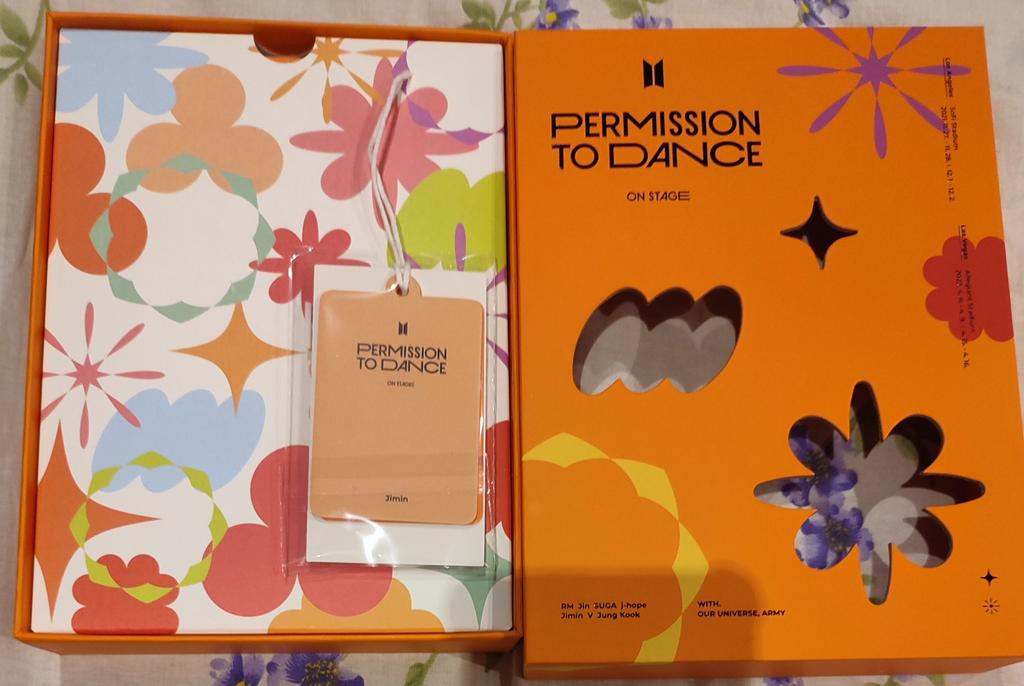 PERMISSION
TO DANCE
ON STAGE
Jimin
PERMISSION
TO DANCE
ON STAGE
Los Angeles
SoFi Stadium
Las Vegas
Allegiant Stadium
RM Jin SUGA j-hope
Jimin V Jung Kook
WITH.
OUR UNIVERSE, ARMY